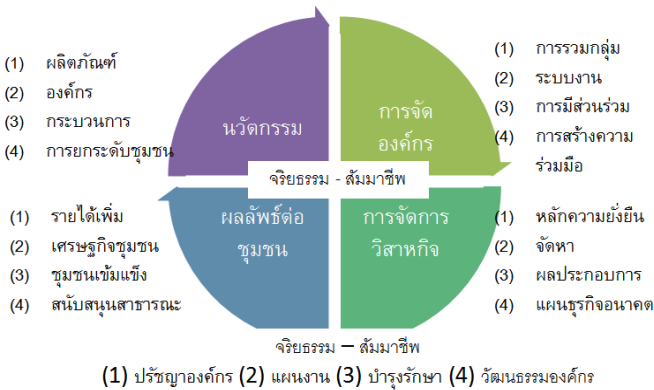 (1) ผลิตภัณฑ์
(2) องค์กร
(3) กระบวนการ
(4) การยกระดับชุมชน
นวัตกรรม
การจัด
องค์กร
(1) การรวมกลุ่ม
(2) ระบบงาน
(3) การมีส่วนร่วม
(4) การสร้างความ
ร่วมมือ
จริยธรรม - สัมมาชีพ
(1) รายได้เพิ่ม
(2) เศรษฐกิจชุมชน
(3) ชุมชนเข้มแข็ง
(4) สนับสนุนสาธารณะ
ผลลัพธ์ต่อ
ชุมชน
การจัดการ
วิสาหกิจ
(1) หลักความยั่งยืน
(2) จัดหา
(3) ผลประกอบการ
(4) แผนธุรกิจอนาคต
จริยธรรม – สัมมาชีพ
(1) ปรัชญาองค์กร (2) แผนงาน (3) บำรุงรักษา (4) วัฒนธรรมองค์กร